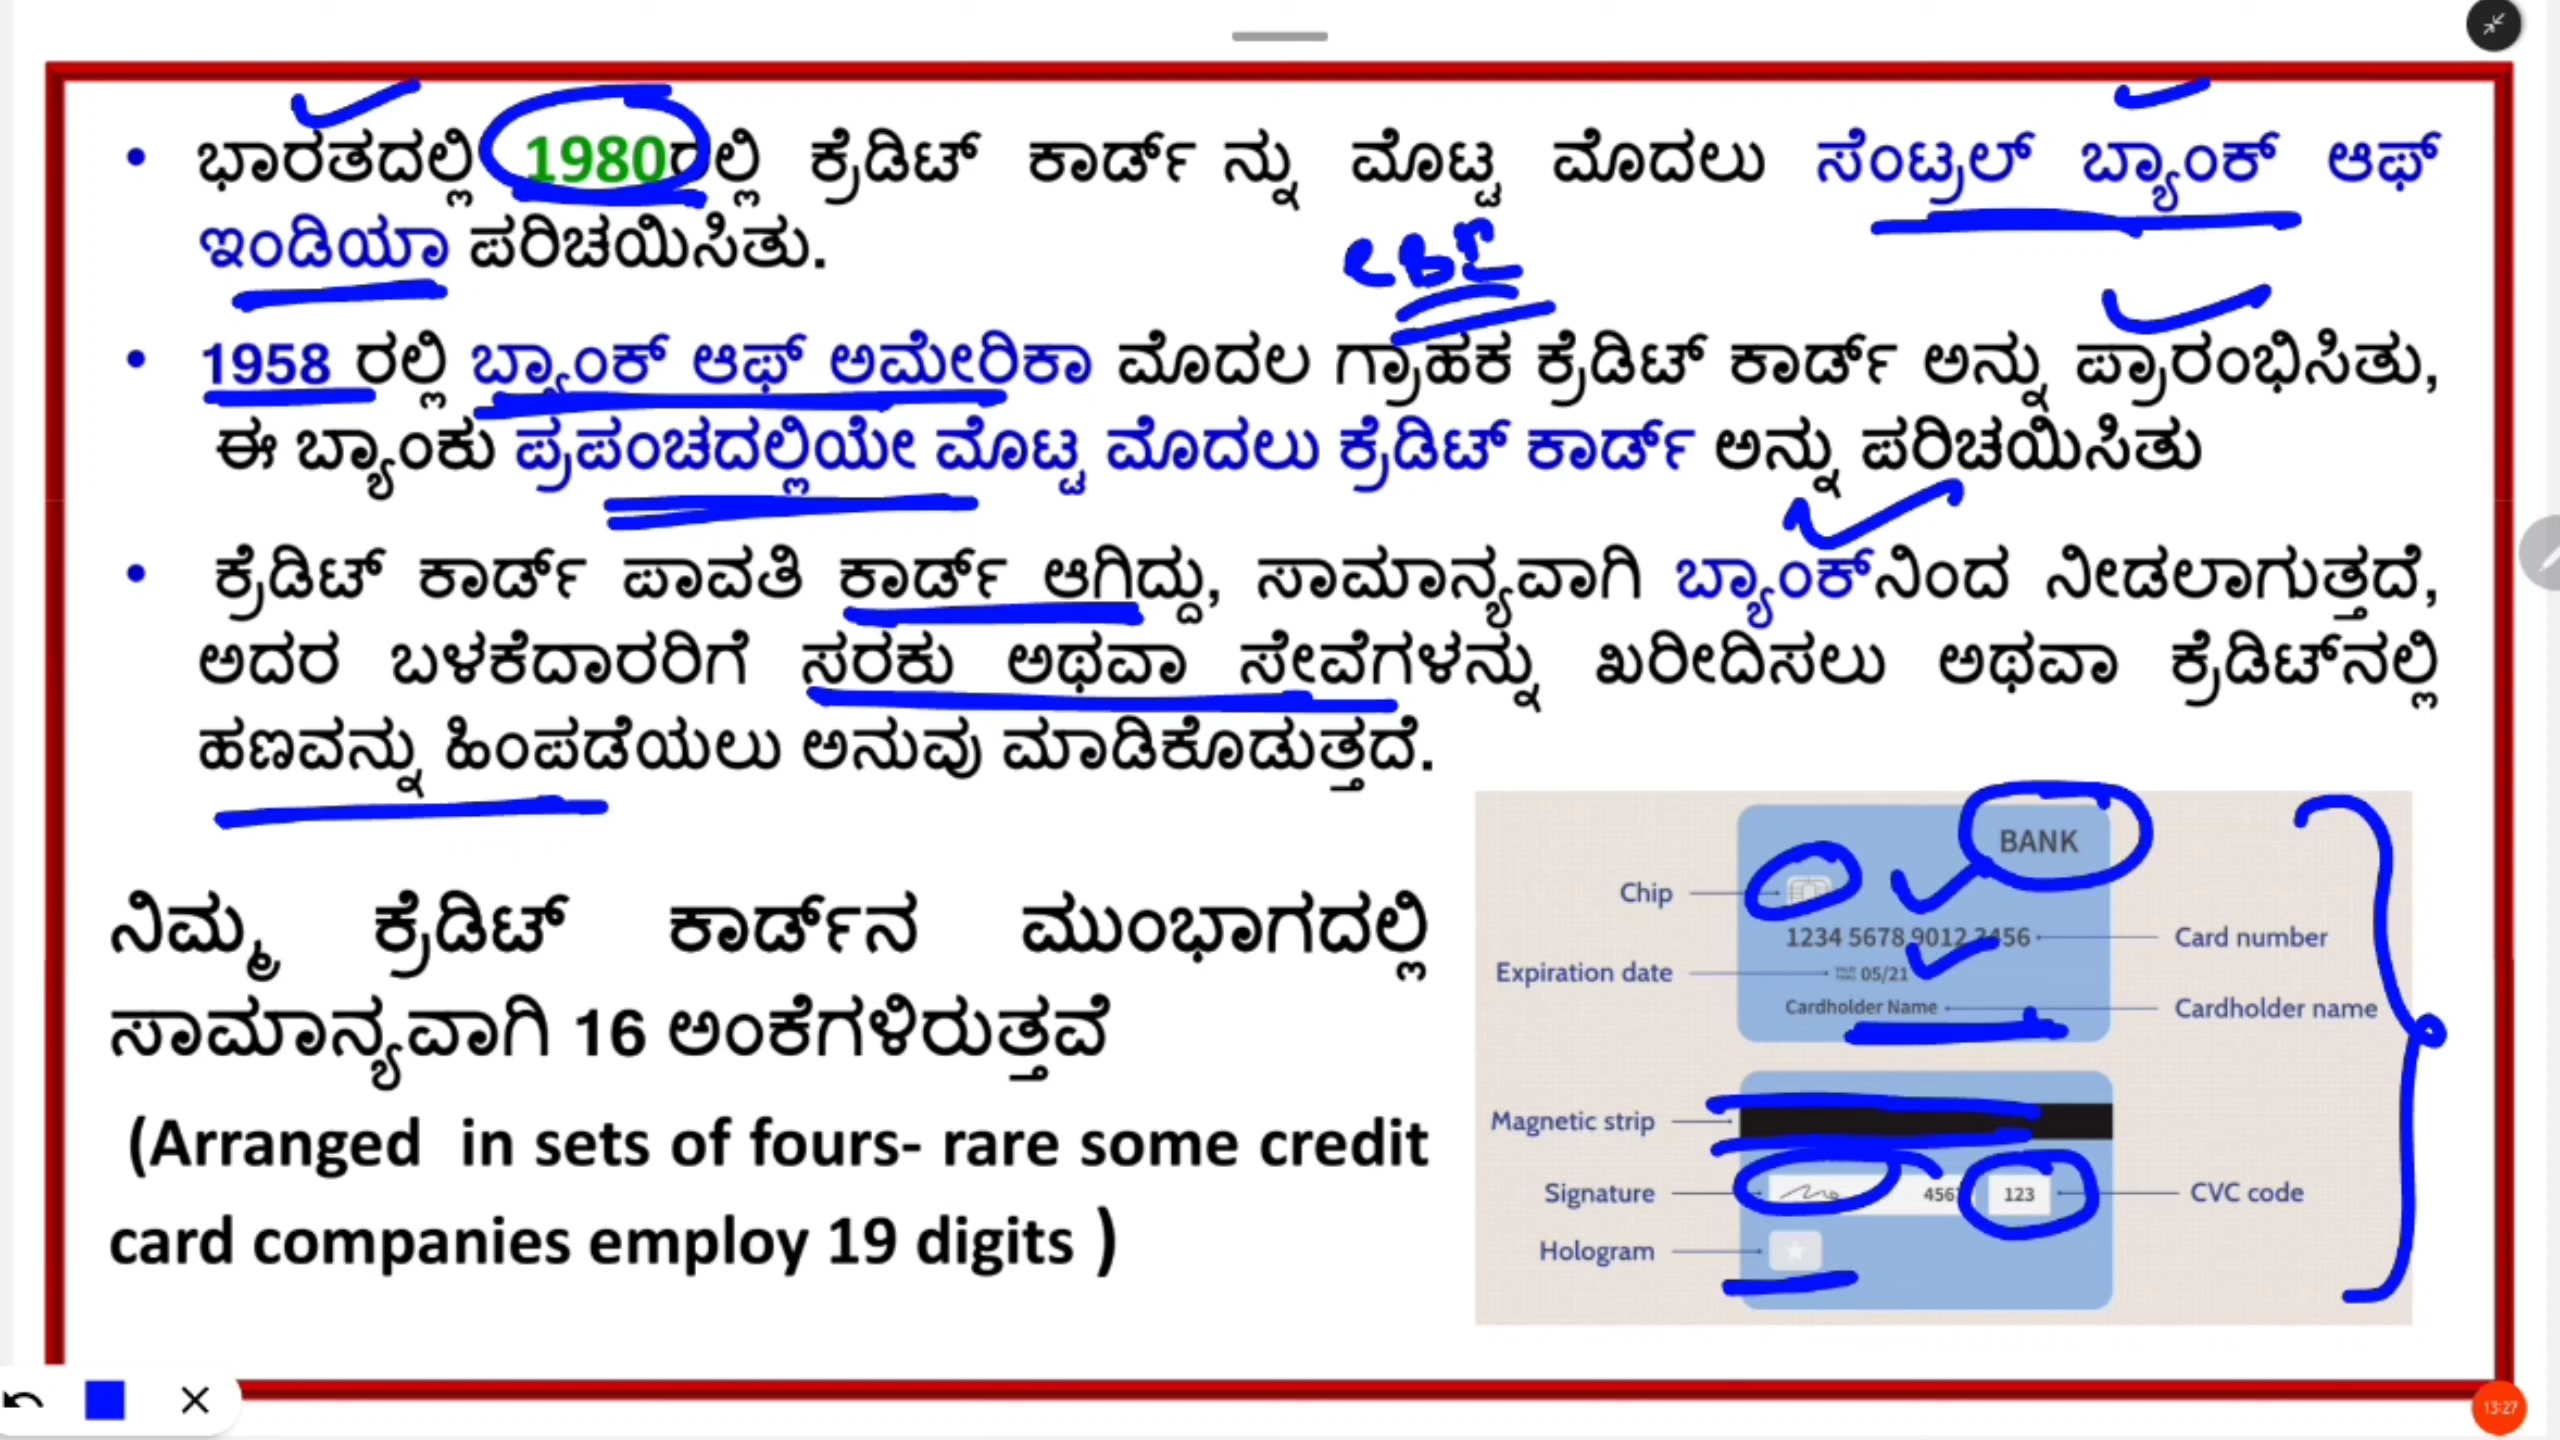 • ಭಾರತದಲ್ಲಿ 1980ರಲ್ಲಿ ಕ್ರೆಡಿಟ್ ಕಾರ್ಡ್ ನ್ನು ಮೊಟ್ಟ ಮೊದಲು ಸೆಂಟ್ರಲ್ ಬ್ಯಾಂಕ್ ಆಫ್
ಇಂಡಿಯಾ ಪರಿಚಯಿಸಿತು.
CBI
• 1958 ರಲ್ಲಿ ಬ್ಯಾಂಕ್ ಆಫ್ ಅಮೇರಿಕಾ ಮೊದಲ ಗ್ರಾಹಕ ಕ್ರೆಡಿಟ್ ಕಾರ್ಡ್ ಅನ್ನು ಪ್ರಾರಂಭಿಸಿತು,
ಈ ಬ್ಯಾಂಕು ಪ್ರಪಂಚದಲ್ಲಿಯೇ ಮೊಟ್ಟ ಮೊದಲು ಕ್ರೆಡಿಟ್ ಕಾರ್ಡ್ ಅನ್ನು ಪರಿಚಯಿಸಿತು
• ಕ್ರೆಡಿಟ್ ಕಾರ್ಡ್ ಪಾವತಿ ಕಾರ್ಡ್ ಆಗಿದ್ದು, ಸಾಮಾನ್ಯವಾಗಿ ಬ್ಯಾಂಕ್‌ನಿಂದ ನೀಡಲಾಗುತ್ತದೆ,
ಅದರ ಬಳಕೆದಾರರಿಗೆ ಸರಕು ಅಥವಾ ಸೇವೆಗಳನ್ನು ಖರೀದಿಸಲು ಅಥವಾ ಕ್ರೆಡಿಟ್‌ನಲ್ಲಿ
ಹಣವನ್ನು ಹಿಂಪಡೆಯಲು ಅನುವು ಮಾಡಿಕೊಡುತ್ತದೆ.
ನಿಮ್ಮ ಕ್ರೆಡಿಟ್ ಕಾರ್ಡ್‌ನ ಮುಂಭಾಗದಲ್ಲಿ
ಸಾಮಾನ್ಯವಾಗಿ 16 ಅಂಕೆಗಳಿರುತ್ತವೆ
(Arranged in sets of fours- rare some credit
card companies employ 19 digits )
BANK
Chip
1234 5678 9012 3456 Card number
Expiration date 05/21
Cardholder Name Cardholder name
Magnetic strip
Signature 4567 123 CVC code
Hologram
13:27